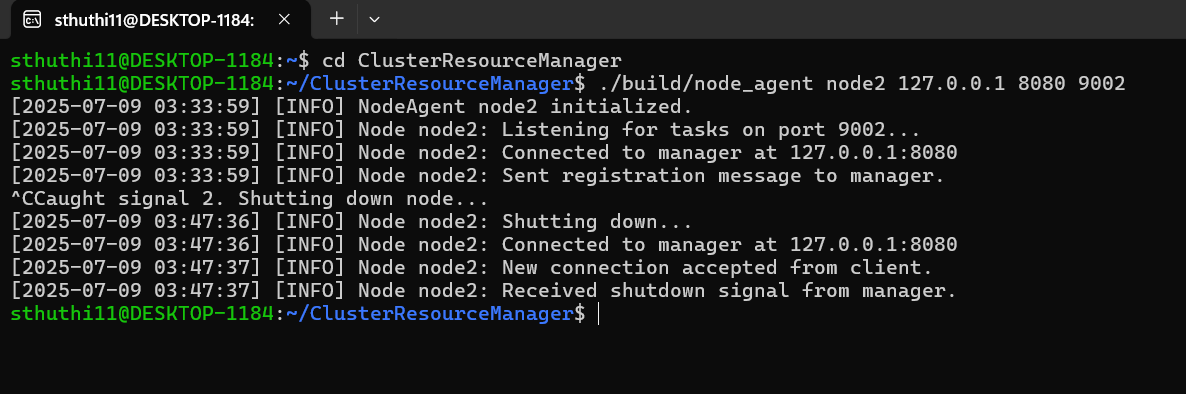 sthuthi11@DESKTOP-1184:
sthuthi11@DESKTOP-1184:~$ cd ClusterResourceManager
sthuthi11@DESKTOP-1184:~/ClusterResourceManager$ ./build/node_agent node2 127.0.0.1 8080 9002
[2025-07-09 03:33:59] [INFO] NodeAgent node2 initialized.
[2025-07-09 03:33:59] [INFO] Node node2: Listening for tasks on port 9002...
[2025-07-09 03:33:59] [INFO] Node node2: Connected to manager at 127.0.0.1:8080
[2025-07-09 03:33:59] [INFO] Node node2: Sent registration message to manager.
^CCaught signal 2. Shutting down node...
[2025-07-09 03:47:36] [INFO] Node node2: Shutting down...
[2025-07-09 03:47:36] [INFO] Node node2: Connected to manager at 127.0.0.1:8080
[2025-07-09 03:47:37] [INFO] Node node2: New connection accepted from client.
[2025-07-09 03:47:37] [INFO] Node node2: Received shutdown signal from manager.
sthuthi11@DESKTOP-1184:~/ClusterResourceManager$